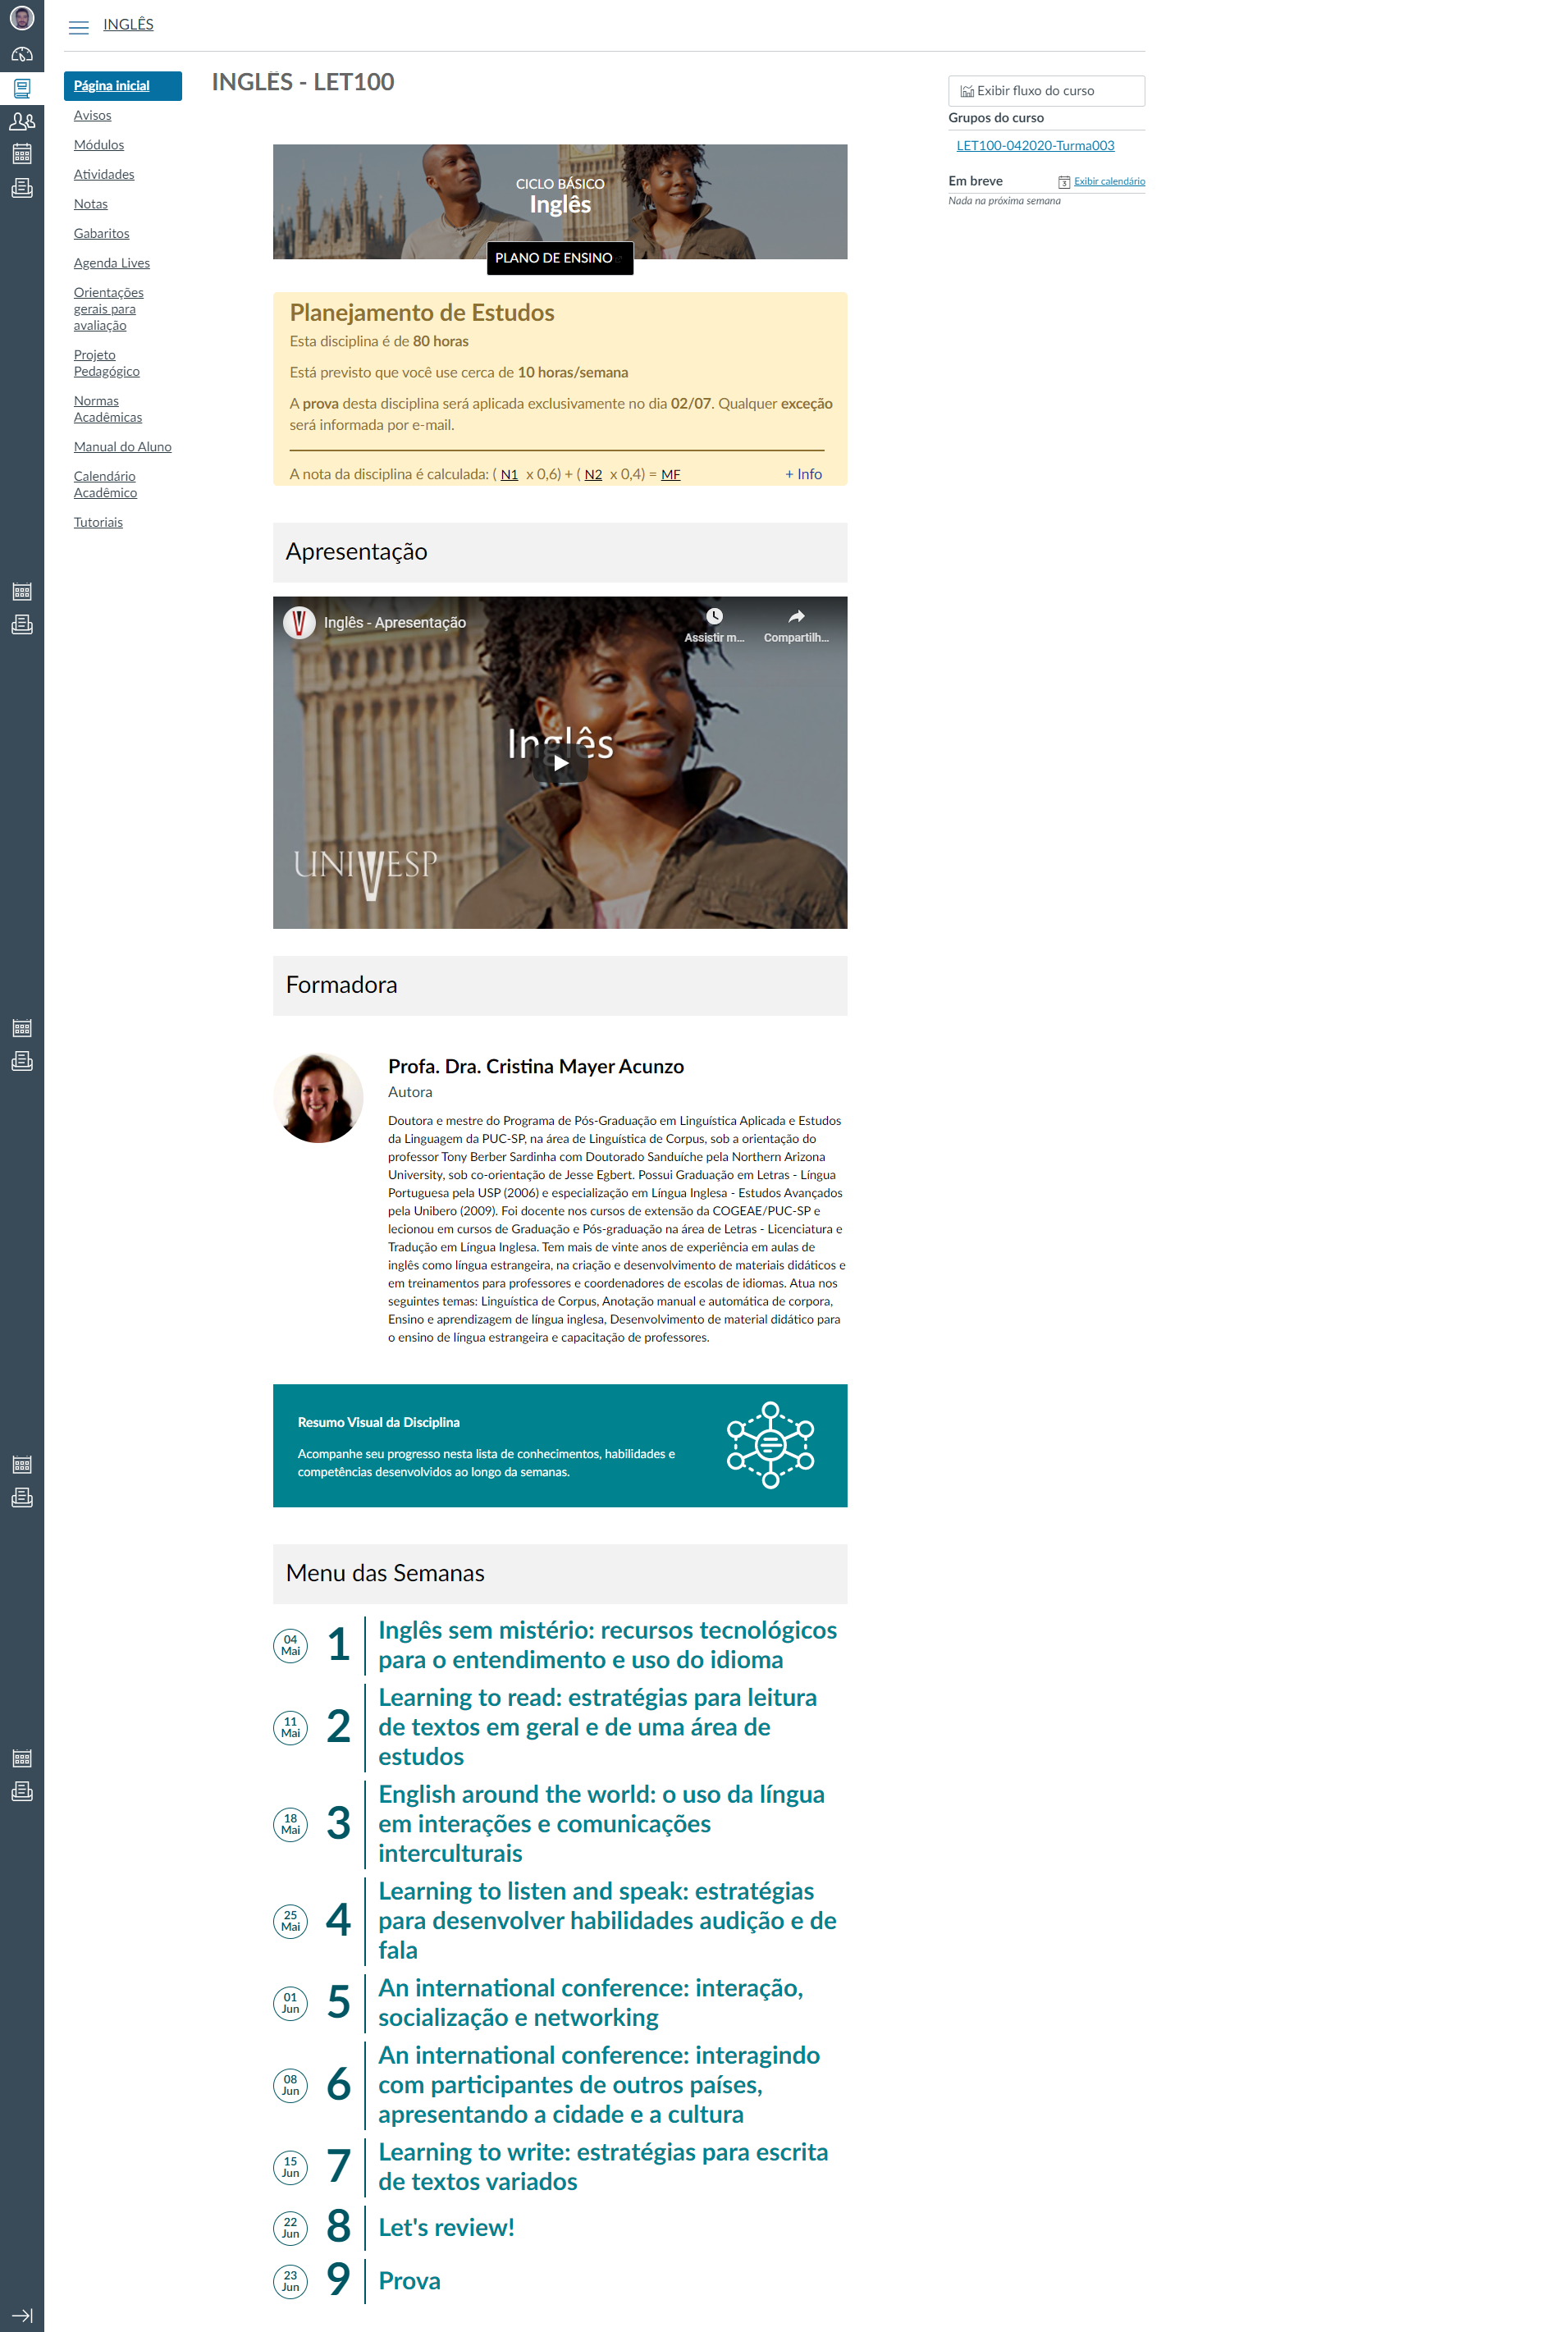 INGLÊS
Página inicial
Avisos
Módulos
Atividades
Notas
Gabaritos
Agenda Lives
Orientações
gerais para
avaliação
Projeto
Pedagógico
Normas
Acadêmicas
Manual do Aluno
Calendário
Acadêmico
Tutoriais
INGLÊS - LET100
CICLO BÁSICO
Inglês
PLANO DE ENSINO
Planejamento de Estudos
Esta disciplina é de 80 horas
Está previsto que você use cerca de 10 horas/semana
A prova desta disciplina será aplicada exclusivamente no dia 02/07. Qualquer exceção
será informada por e-mail.
A nota da disciplina é calculada: ( N1 x 0,6) + ( N2 x 0,4) = MF + Info
Apresentação
Inglês - Apresentação
Assistir m...
Compartilh...
Inglês
UNIVESP
Formadora
Profa. Dra. Cristina Mayer Acunzo
Autora
Doutora e mestre do Programa de Pós-Graduação em Linguística Aplicada e Estudos
da Linguagem da PUC-SP, na área de Linguística de Corpus, sob a orientação do
professor Tony Berber Sardinha com Doutorado Sanduíche pela Northern Arizona
University, sob co-orientação de Jesse Egbert. Possui Graduação em Letras - Língua
Portuguesa pela USP (2006) e especialização em Língua Inglesa - Estudos Avançados
pela Unibero (2009). Foi docente nos cursos de extensão da COGEAE/PUC-SP e
lecionou em cursos de Graduação e Pós-graduação na área de Letras - Licenciatura e
Tradução em Língua Inglesa. Tem mais de vinte anos de experiência em aulas de
inglês como língua estrangeira, na criação e desenvolvimento de materiais didáticos e
em treinamentos para professores e coordenadores de escolas de idiomas. Atua nos
seguintes temas: Linguística de Corpus, Anotação manual e automática de corpora,
Ensino e aprendizagem de língua inglesa, Desenvolvimento de material didático para
o ensino de língua estrangeira e capacitação de professores.
Resumo Visual da Disciplina
Acompanhe seu progresso nesta lista de conhecimentos, habilidades e
competências desenvolvidos ao longo da semanas.
Menu das Semanas
04
Mai
1
Inglês sem mistério: recursos tecnológicos
para o entendimento e uso do idioma
11
Mai
2
Learning to read: estratégias para leitura
de textos em geral e de uma área de
estudos
18
Mai
3
English around the world: o uso da língua
em interações e comunicações
interculturais
25
Mai
4
Learning to listen and speak: estratégias
para desenvolver habilidades audição e de
fala
01
Jun
5
An international conference: interação,
socialização e networking
08
Jun
6
An international conference: interagindo
com participantes de outros países,
apresentando a cidade e a cultura
15
Jun
7
Learning to write: estratégias para escrita
de textos variados
22
Jun
8
Let's review!
23
Jun
9
Prova
Exibir fluxo do curso
Grupos do curso
LET100-042020-Turma003
Em breve
Exibir calendário
Nada na próxima semana